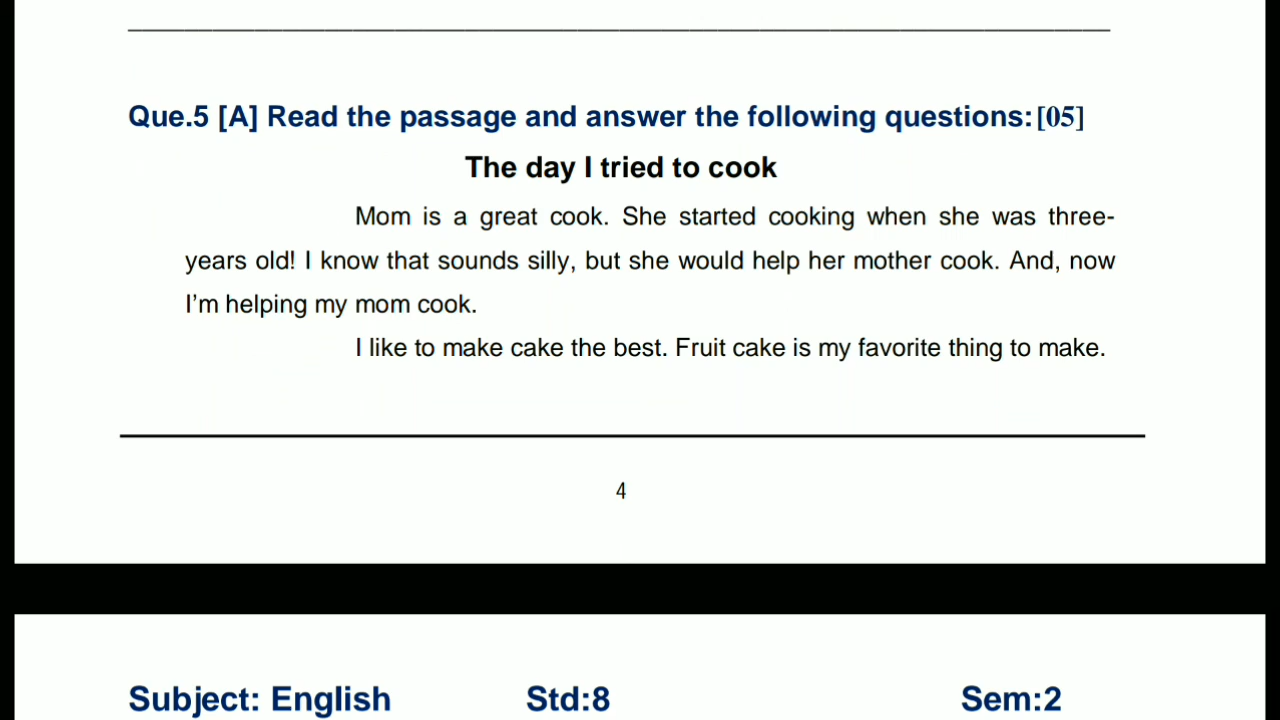 Que.5 [A] Read the passage and answer the following questions:[05]
The day I tried to cook
Mom is a great cook. She started cooking when she was three-
years old! I know that sounds silly, but she would help her mother cook. And, now
I’m helping my mom cook.
I like to make cake the best. Fruit cake is my favorite thing to make.
4
Subject: English Std:8 Sem:2